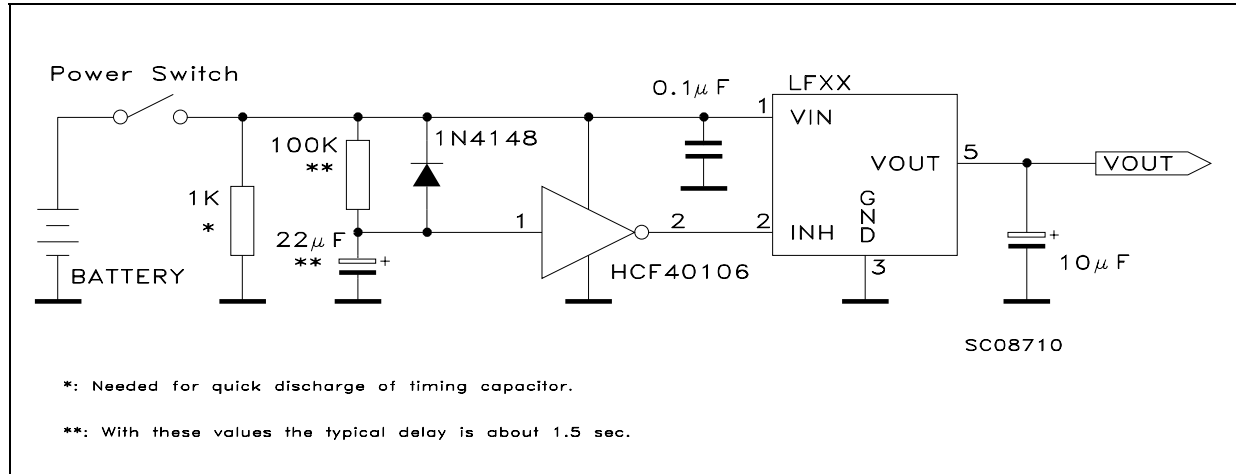 Power Switch
0.1μF
LFXX
1
VIN
1N4148
100K
**
VOUT
5
VOUT
1K
*
G
N
D
1
2
2
INH
22μF
**
+
+
BATTERY
HCF40106
3
10μF
SC08710
*: Needed for quick discharge of timing capacitor.
**: With these values the typical delay is about 1.5 sec.